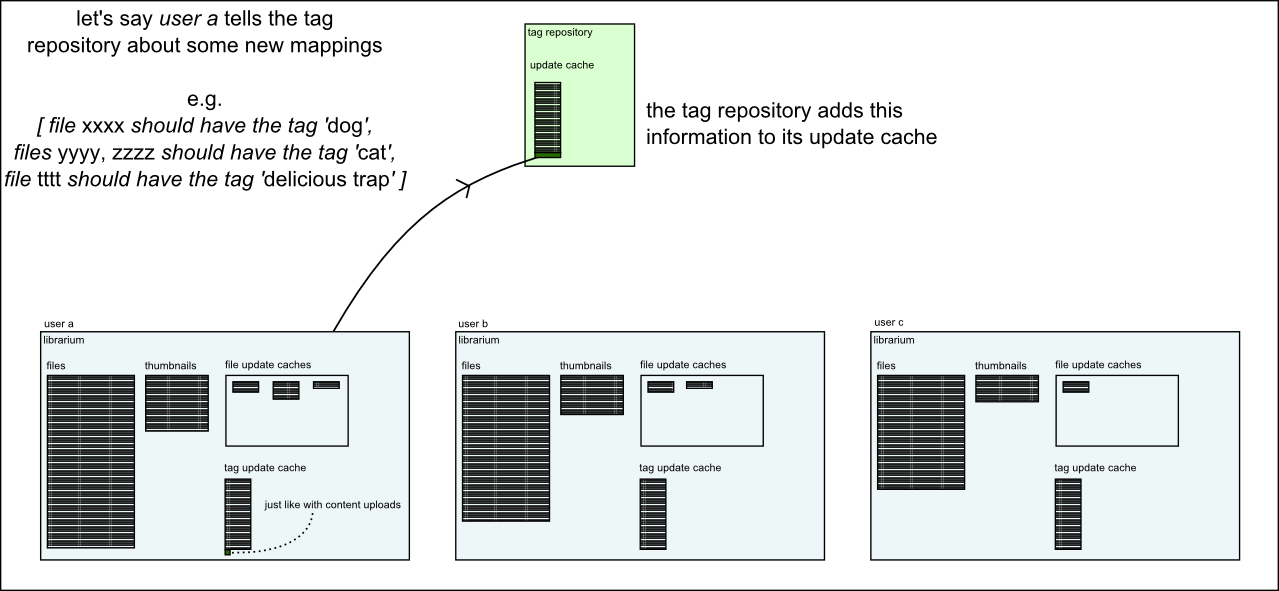 let's say user a tells the tag
repository about some new mappings
e.g.
[ file xxxx should have the tag 'dog',
files yyyy, zzzz should have the tag 'cat',
file tttt should have the tag 'delicious trap' ]
tag repository
update cache
the tag repository adds this
information to its update cache
user a
librarium
files
thumbnails
file update caches
tag update cache
just like with content uploads
user b
librarium
files
thumbnails
file update caches
tag update cache
user c
librarium
files
thumbnails
file update caches
tag update cache